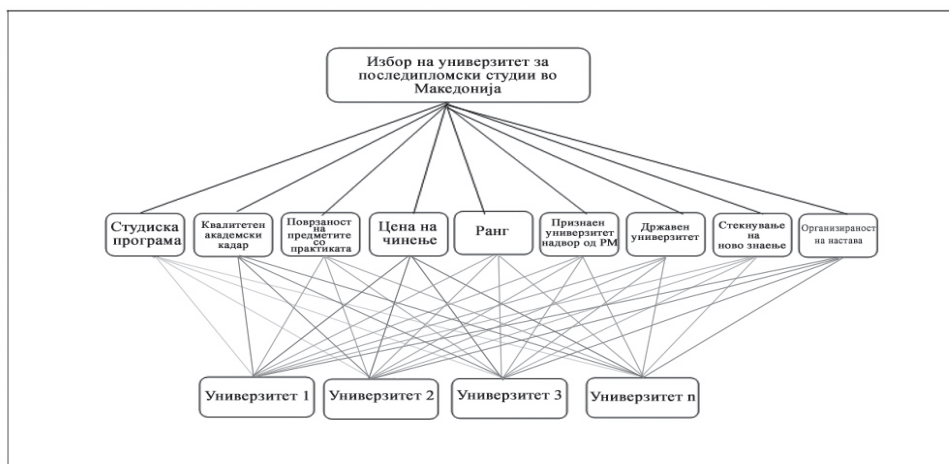 Избор на универзитет за
последипломски студии во
Македонија
Студиска
програма
Квалитетен
академски
кадар
Поврзаност
на
предметите
со
практиката
Цена на
чинење
Ранг
Признаен
универзитет
надвор од РМ
Државен
универзитет
Стекнување
на
ново знаење
Организираност
на настава
Универзитет 1
Универзитет 2
Универзитет 3
Универзитет n